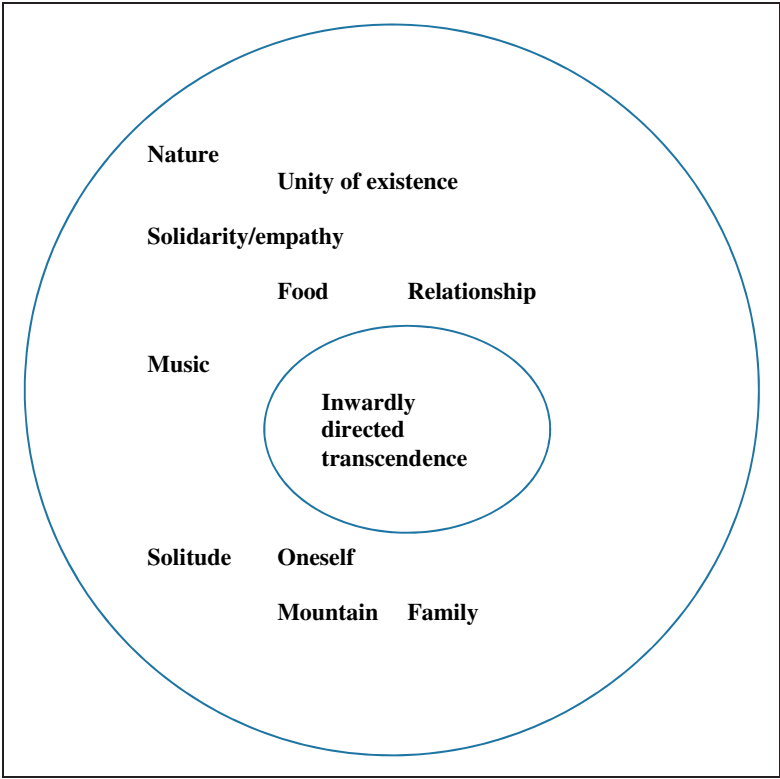 Nature
Unity of existence
Solidarity/empathy
Food Relationship
Music
Inwardly
directed
transcendence
Solitude Oneself
Mountain Family